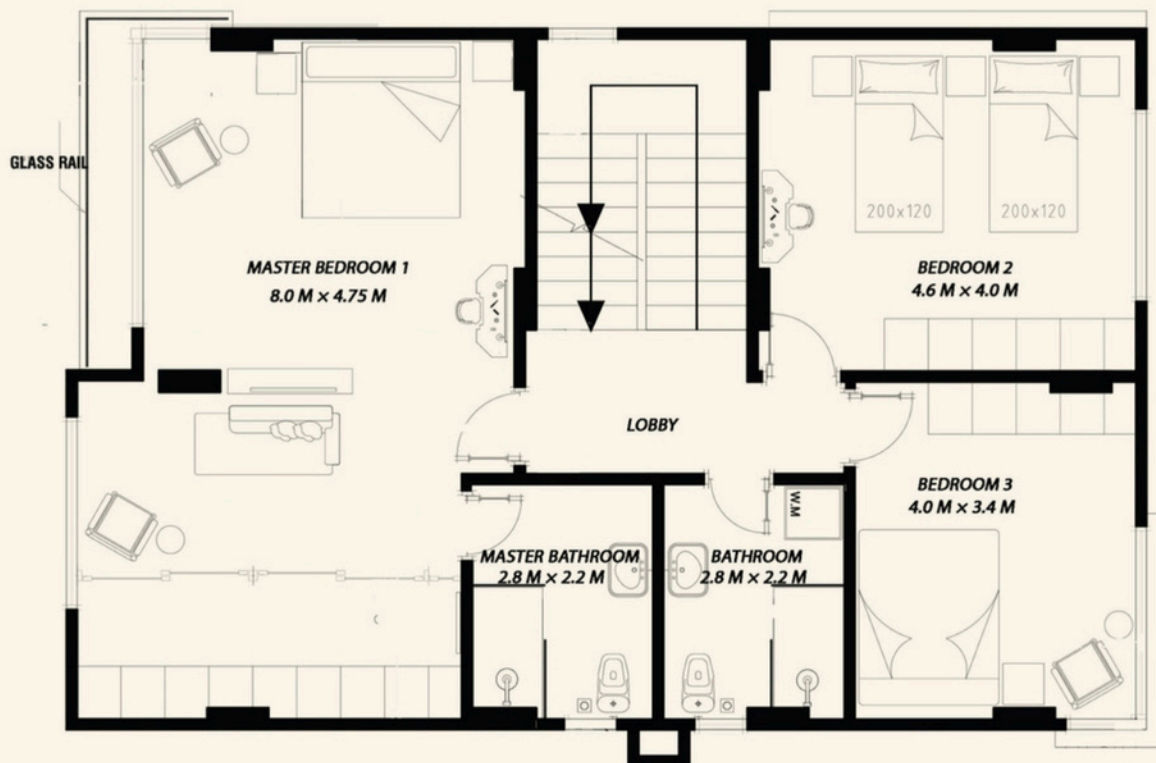 GLASS RAIL
MASTER BEDROOM 1
8.0 M × 4.75 M
200x120
200x120
BEDROOM 2
4.6 M × 4.0 M
LOBBY
W.M
BEDROOM 3
4.0 M × 3.4 M
MASTER BATHROOM
2.8 M × 2.2 M
BATHROOM
2.8 M × 2.2 M